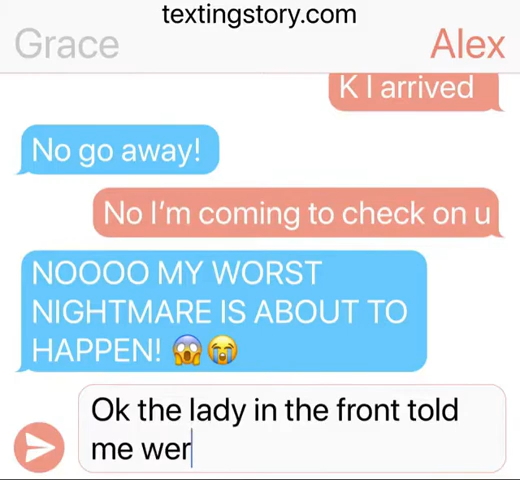 textingstory.com
Grace
Alex
K I arrived
No go away!
No I'm coming to check on u
NOOOO MY WORST
NIGHTMARE IS ABOUT TO
HAPPEN! 😱😭
Ok the lady in the front told
me wer